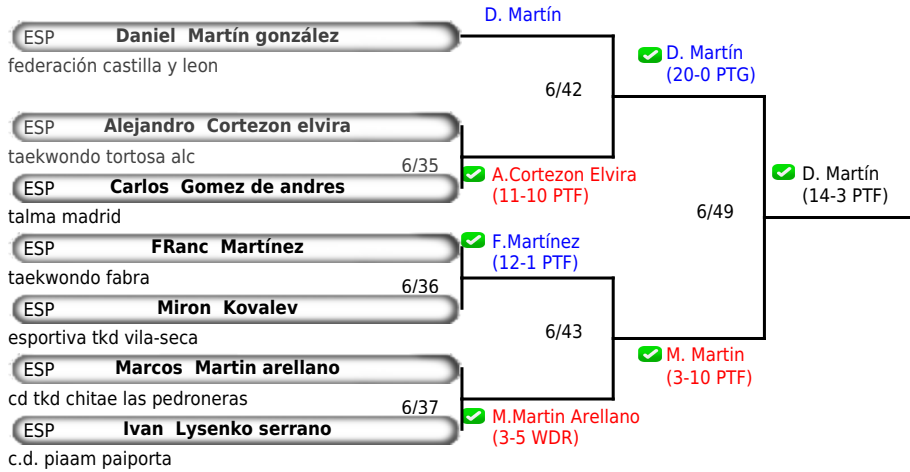 D. Martín
ESP Daniel Martín gonzález
federación castilla y leon
D. Martín
(20-0 PTG)
6/42
ESP Alejandro Cortezon elvira
taekwondo tortosa alc
6/35
A.Cortezon Elvira
(11-10 PTF)
ESP Carlos Gomez de andres
talma madrid
D. Martín
(14-3 PTF)
6/49
ESP FRanc Martínez
taekwondo fabra
F.Martínez
(12-1 PTF)
6/36
ESP Miron Kovalev
esportiva tkd vila-seca
6/43
ESP Marcos Martin arellano
cd tkd chitae las pedroneras
M. Martin
(3-10 PTF)
6/37
M.Martin Arellano
(3-5 WDR)
ESP Ivan Lysenko serrano
c.d. piaam paiporta